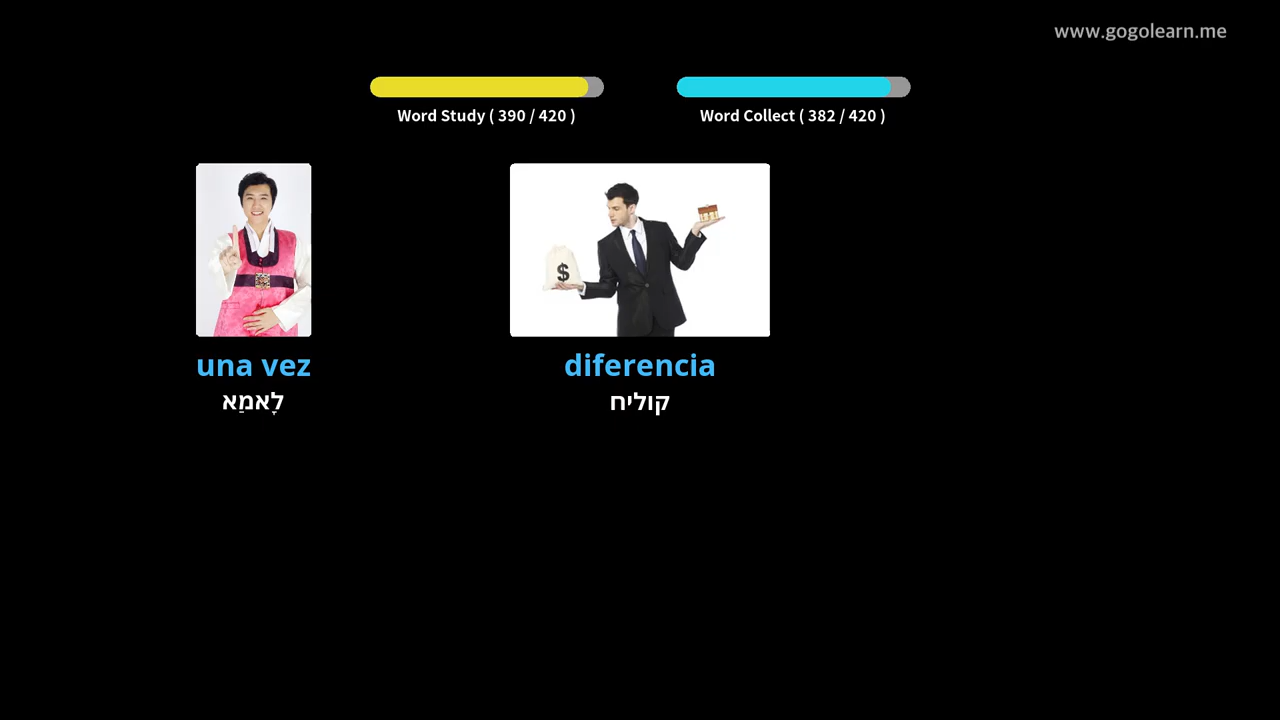 www.gogolearn.me
Word Study ( 390 / 420 )
Word Collect ( 382 / 420 )
una vez
לָאמַא
diferencia
קוליח